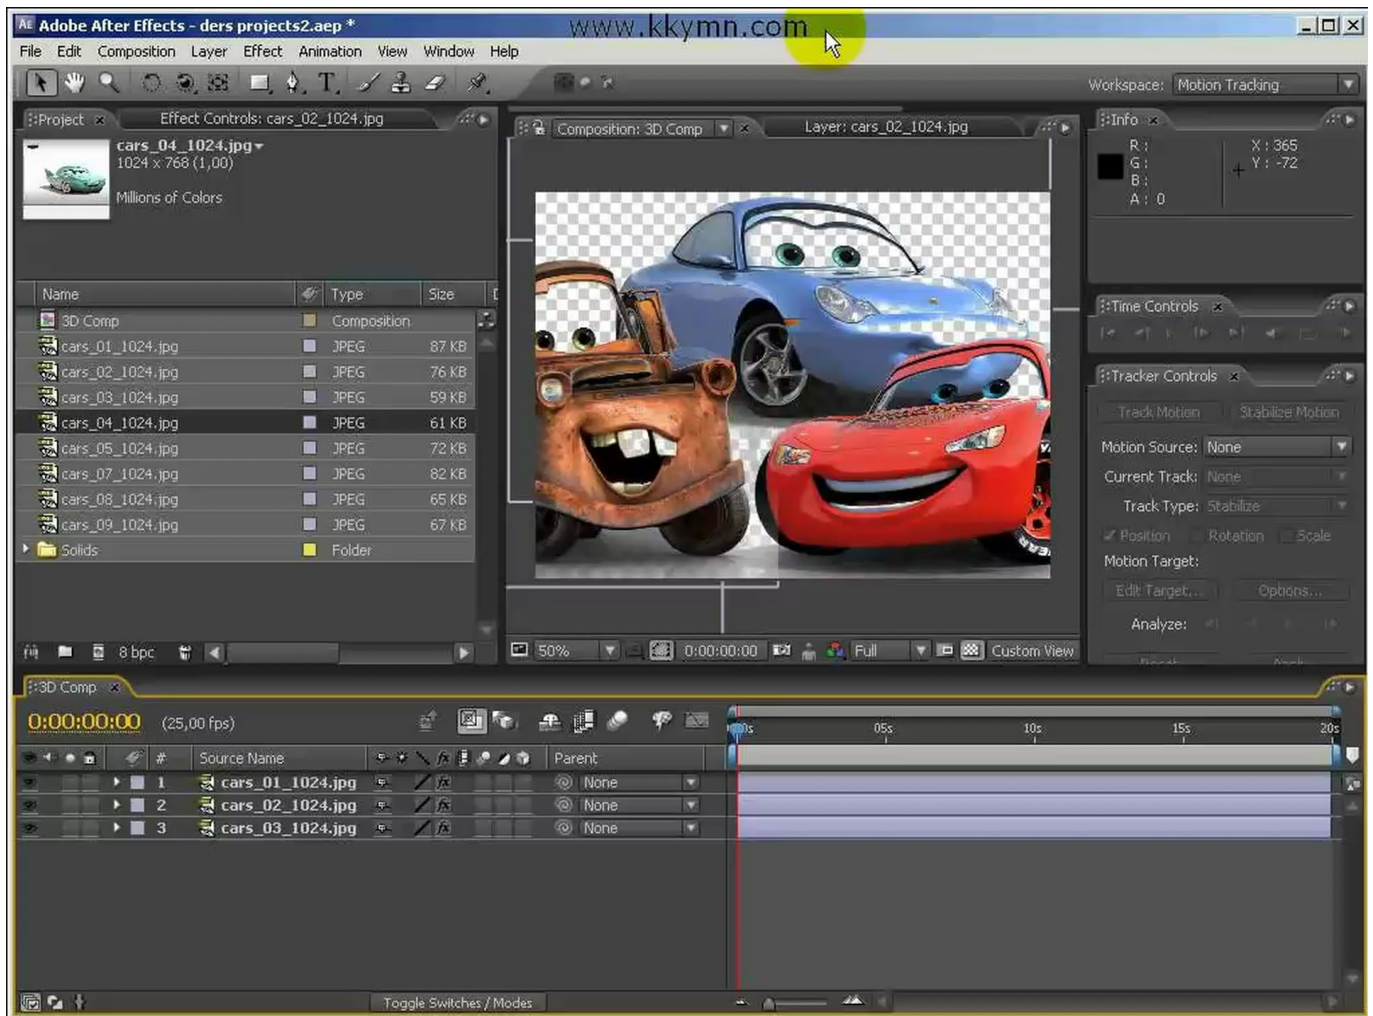 AE Adobe After Effects - ders projects2.aep *
www.kkymn.com
File Edit Composition Layer Effect Animation View Window Help
T
Workspace: Motion Tracking
Project
Effect Controls: cars_02_1024.jpg
cars_04_1024.jpg
1024 x 768 (1,00)
Millions of Colors
Name Type Size
3D Comp Composition
cars_01_1024.jpg JPEG 87 KB
cars_02_1024.jpg JPEG 76 KB
cars_03_1024.jpg JPEG 59 KB
cars_04_1024.jpg JPEG 61 KB
cars_05_1024.jpg JPEG 72 KB
cars_07_1024.jpg JPEG 82 KB
cars_08_1024.jpg JPEG 65 KB
cars_09_1024.jpg JPEG 67 KB
Solids Folder
8 bpc
Composition: 3D Comp
Layer: cars_02_1024.jpg
50% 0:00:00:00 Full Custom View
Info
R : X : 365
G : Y : -72
B :
A : 0
Time Controls
Tracker Controls
Track Motion Stabilize Motion
Motion Source: None
Current Track: None
Track Type: Stabilize
Position Rotation Scale
Motion Target:
Edit Target... Options...
Analyze:
3D Comp
0:00:00:00 (25,00 fps)
05s 10s 15s 20s
# Source Name Parent
1 cars_01_1024.jpg fx None
2 cars_02_1024.jpg fx None
3 cars_03_1024.jpg fx None
Toggle Switches / Modes